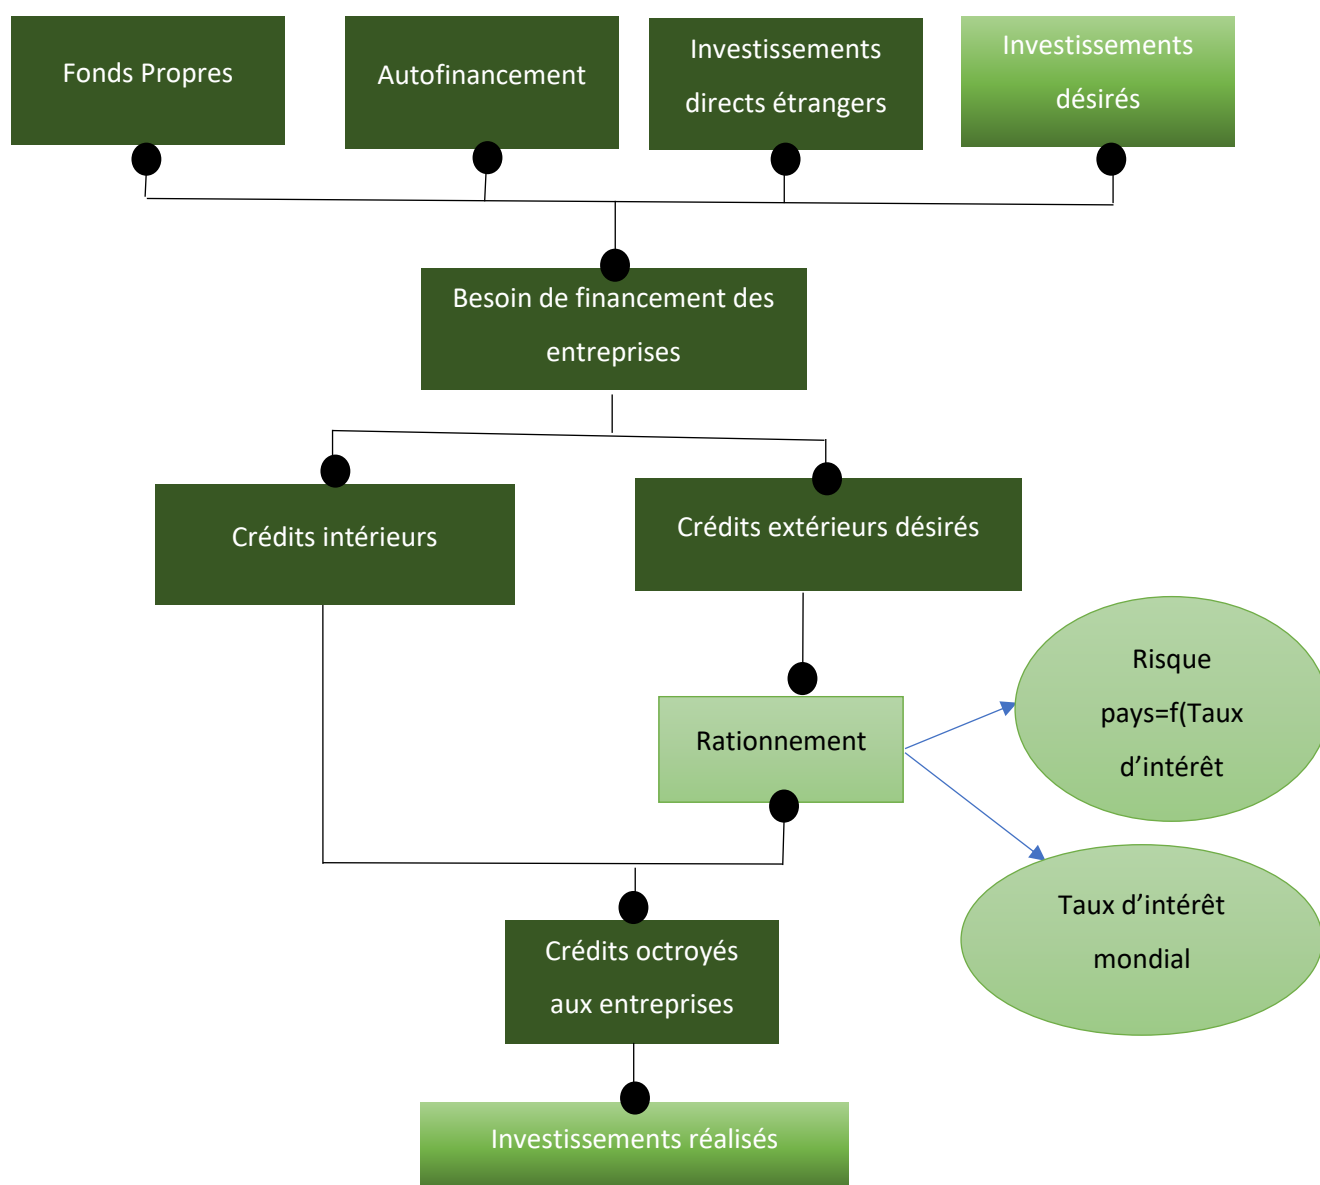 Fonds Propres
Autofinancement
Investissements
directs étrangers
Investissements
désirés
Besoin de financement des
entreprises
Crédits intérieurs
Crédits extérieurs désirés
Rationnement
Risque
pays=f(Taux
d’intérêt
Taux d’intérêt
mondial
Crédits octroyés
aux entreprises
Investissements réalisés